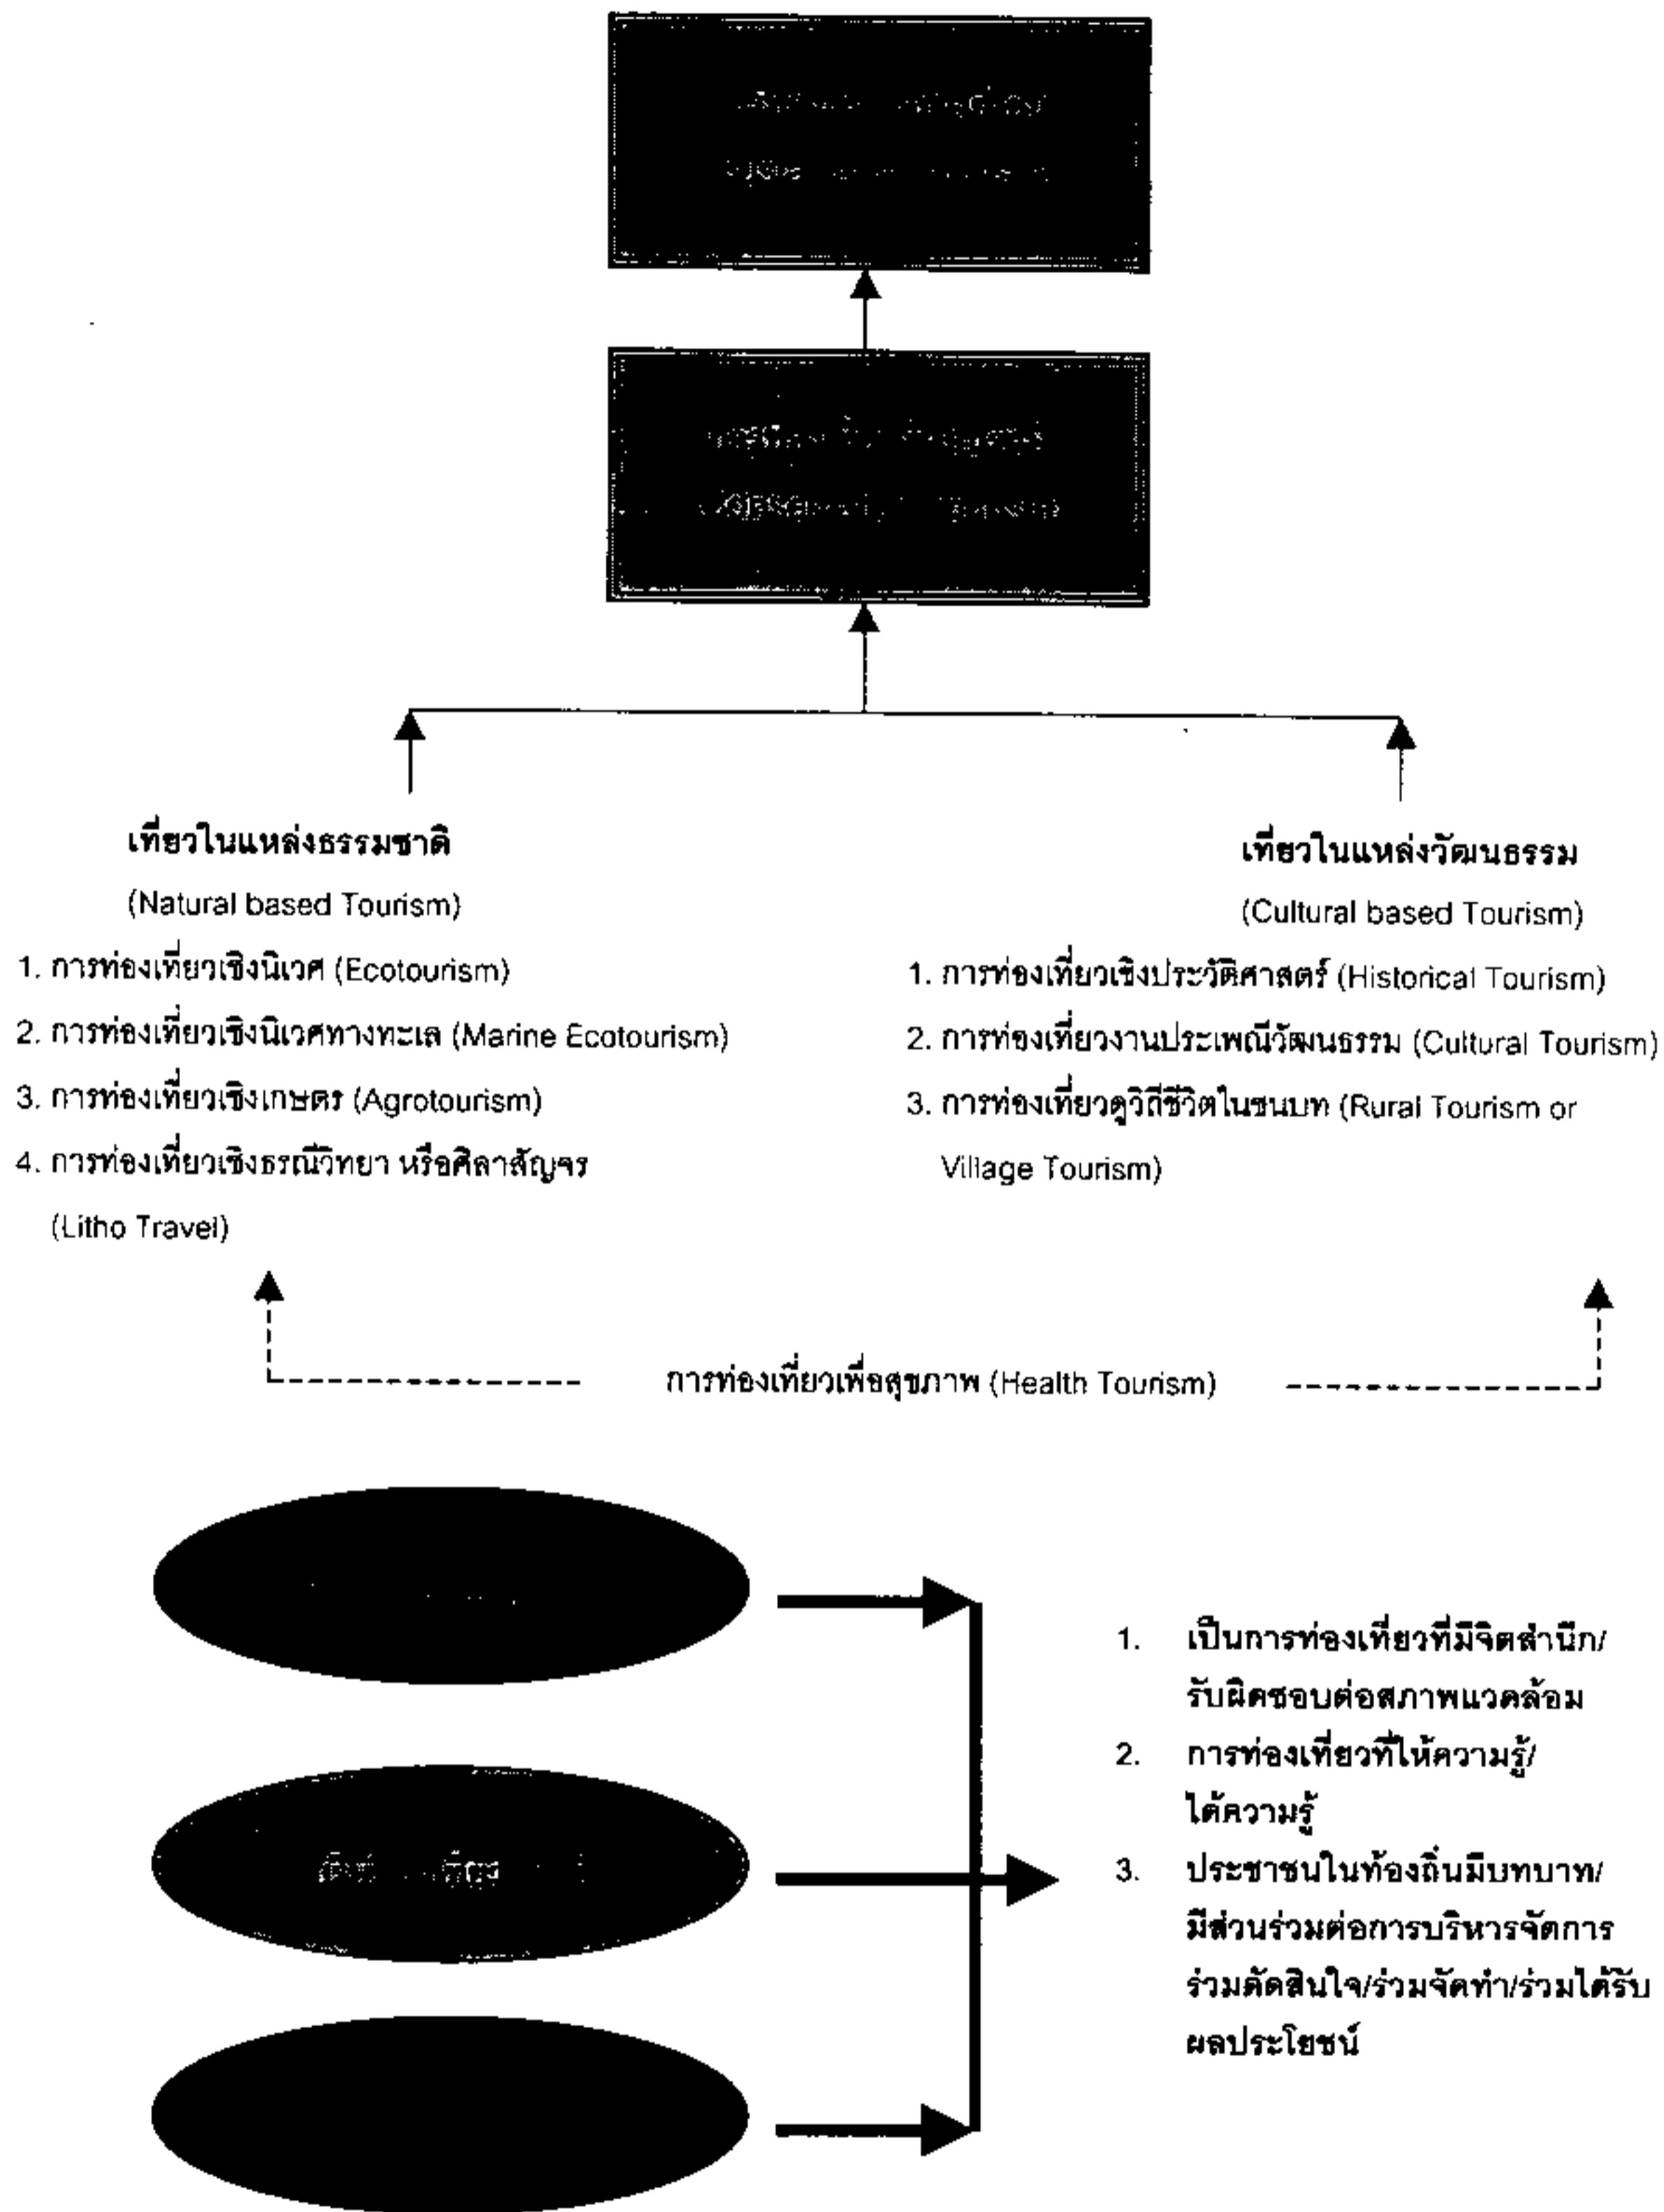 เที่ยวในแหล่งธรรมชาติ
(Natural based Tourism)
1. การท่องเที่ยวเชิงนิเวศ (Ecotourism)
2. การท่องเที่ยวเชิงนิเวศทางทะเล (Marine Ecotourism)
3. การท่องเที่ยวเชิงเกษตร (Agrotourism)
4. การท่องเที่ยวเชิงธรณีวิทยา หรือศิลาสัญจร
(Litho Travel)
เที่ยวในแหล่งวัฒนธรรม
(Cultural based Tourism)
1. การท่องเที่ยวเชิงประวัติศาสตร์ (Historical Tourism)
2. การท่องเที่ยวงานประเพณีวัฒนธรรม (Cultural Tourism)
3. การท่องเที่ยวดูวิถีชีวิตในชนบท (Rural Tourism or
Village Tourism)
การท่องเที่ยวเพื่อสุขภาพ (Health Tourism)
1. เป็นการท่องเที่ยวที่มีจิตสำนึก/
รับผิดชอบต่อสภาพแวดล้อม
2. การท่องเที่ยวที่ให้ความรู้/
ได้ความรู้
3. ประชาชนในท้องถิ่นมีบทบาท/
มีส่วนร่วมต่อการบริหารจัดการ
ร่วมตัดสินใจ/ร่วมจัดทำ/ร่วมได้รับ
ผลประโยชน์